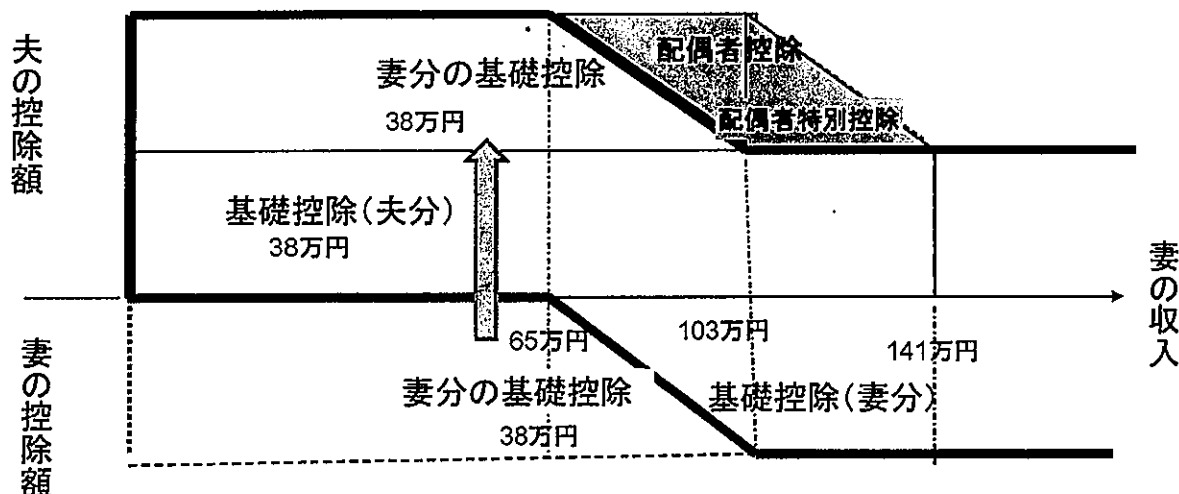 夫の控除額
配偶者控除
妻分の基礎控除
38万円
配偶者特別控除
基礎控除(夫分)
38万円
妻の収入
65万円
103万円
141万円
妻の控除額
妻分の基礎控除
38万円
基礎控除(妻分)